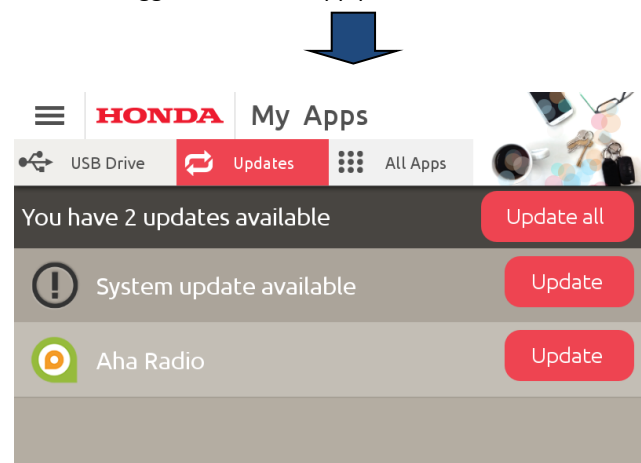 HONDA My Apps
USB Drive Updates All Apps
You have 2 updates available Update all
System update available Update
Aha Radio Update